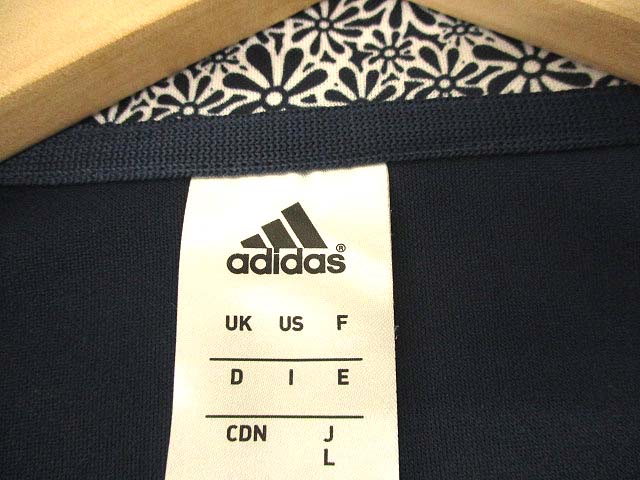 adidas®
UK US F
D I E
CDN J
L